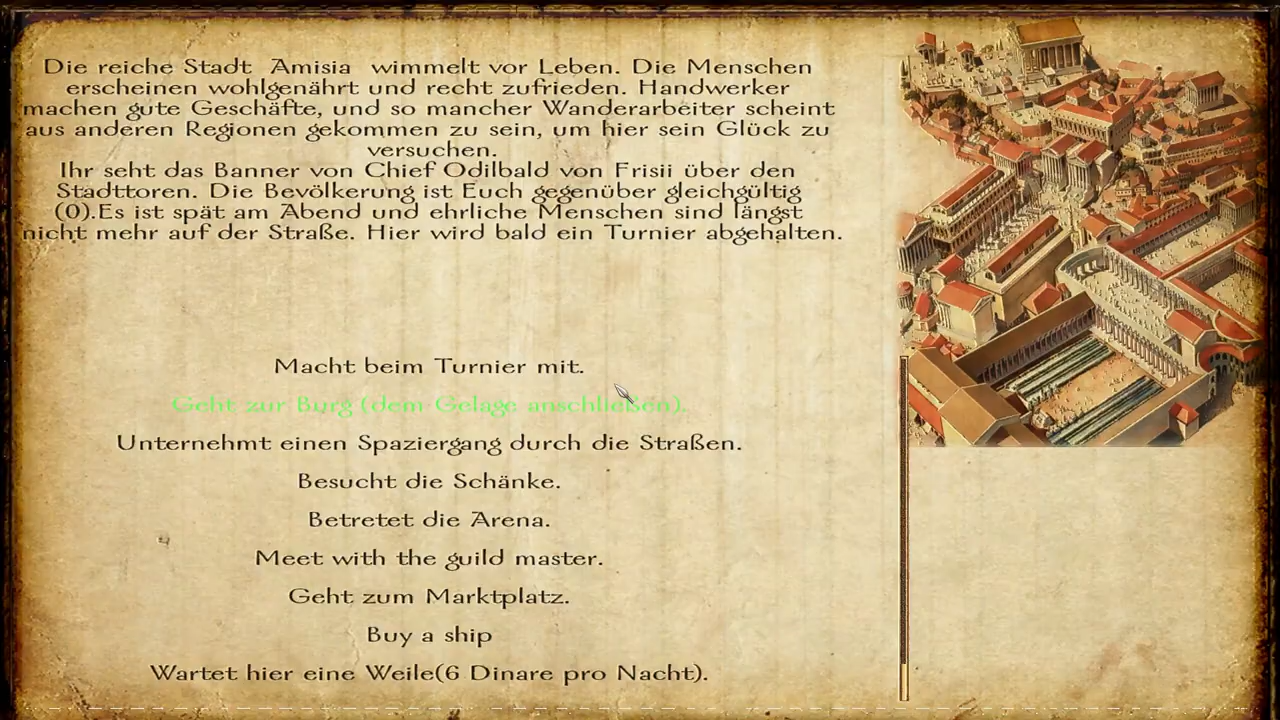 Die reiche Stadt Amisia wimmelt vor Leben. Die Menschen
erscheinen wohlgenährt und recht zufrieden. Handwerker
machen gute Geschäfte, und so mancher Wanderarbeiter scheint
aus anderen Regionen gekommen zu sein, um hier sein Glück zu
versuchen.
Ihr seht das Banner von Chief Odilbald von Frisii über den
Stadttoren. Die Bevölkerung ist Euch gegenüber gleichgültig
(0).Es ist spät am Abend und ehrliche Menschen sind längst
nicht mehr auf der Straße. Hier wird bald ein Turnier abgehalten.
Macht beim Turnier mit.
Geht zur Burg (dem Gelage anschließen).
Unternehmt einen Spaziergang durch die Straßen.
Besucht die Schänke.
Betretet die Arena.
Meet with the guild master.
Geht zum Marktplatz.
Buy a ship
Wartet hier eine Weile(6 Dinare pro Nacht).